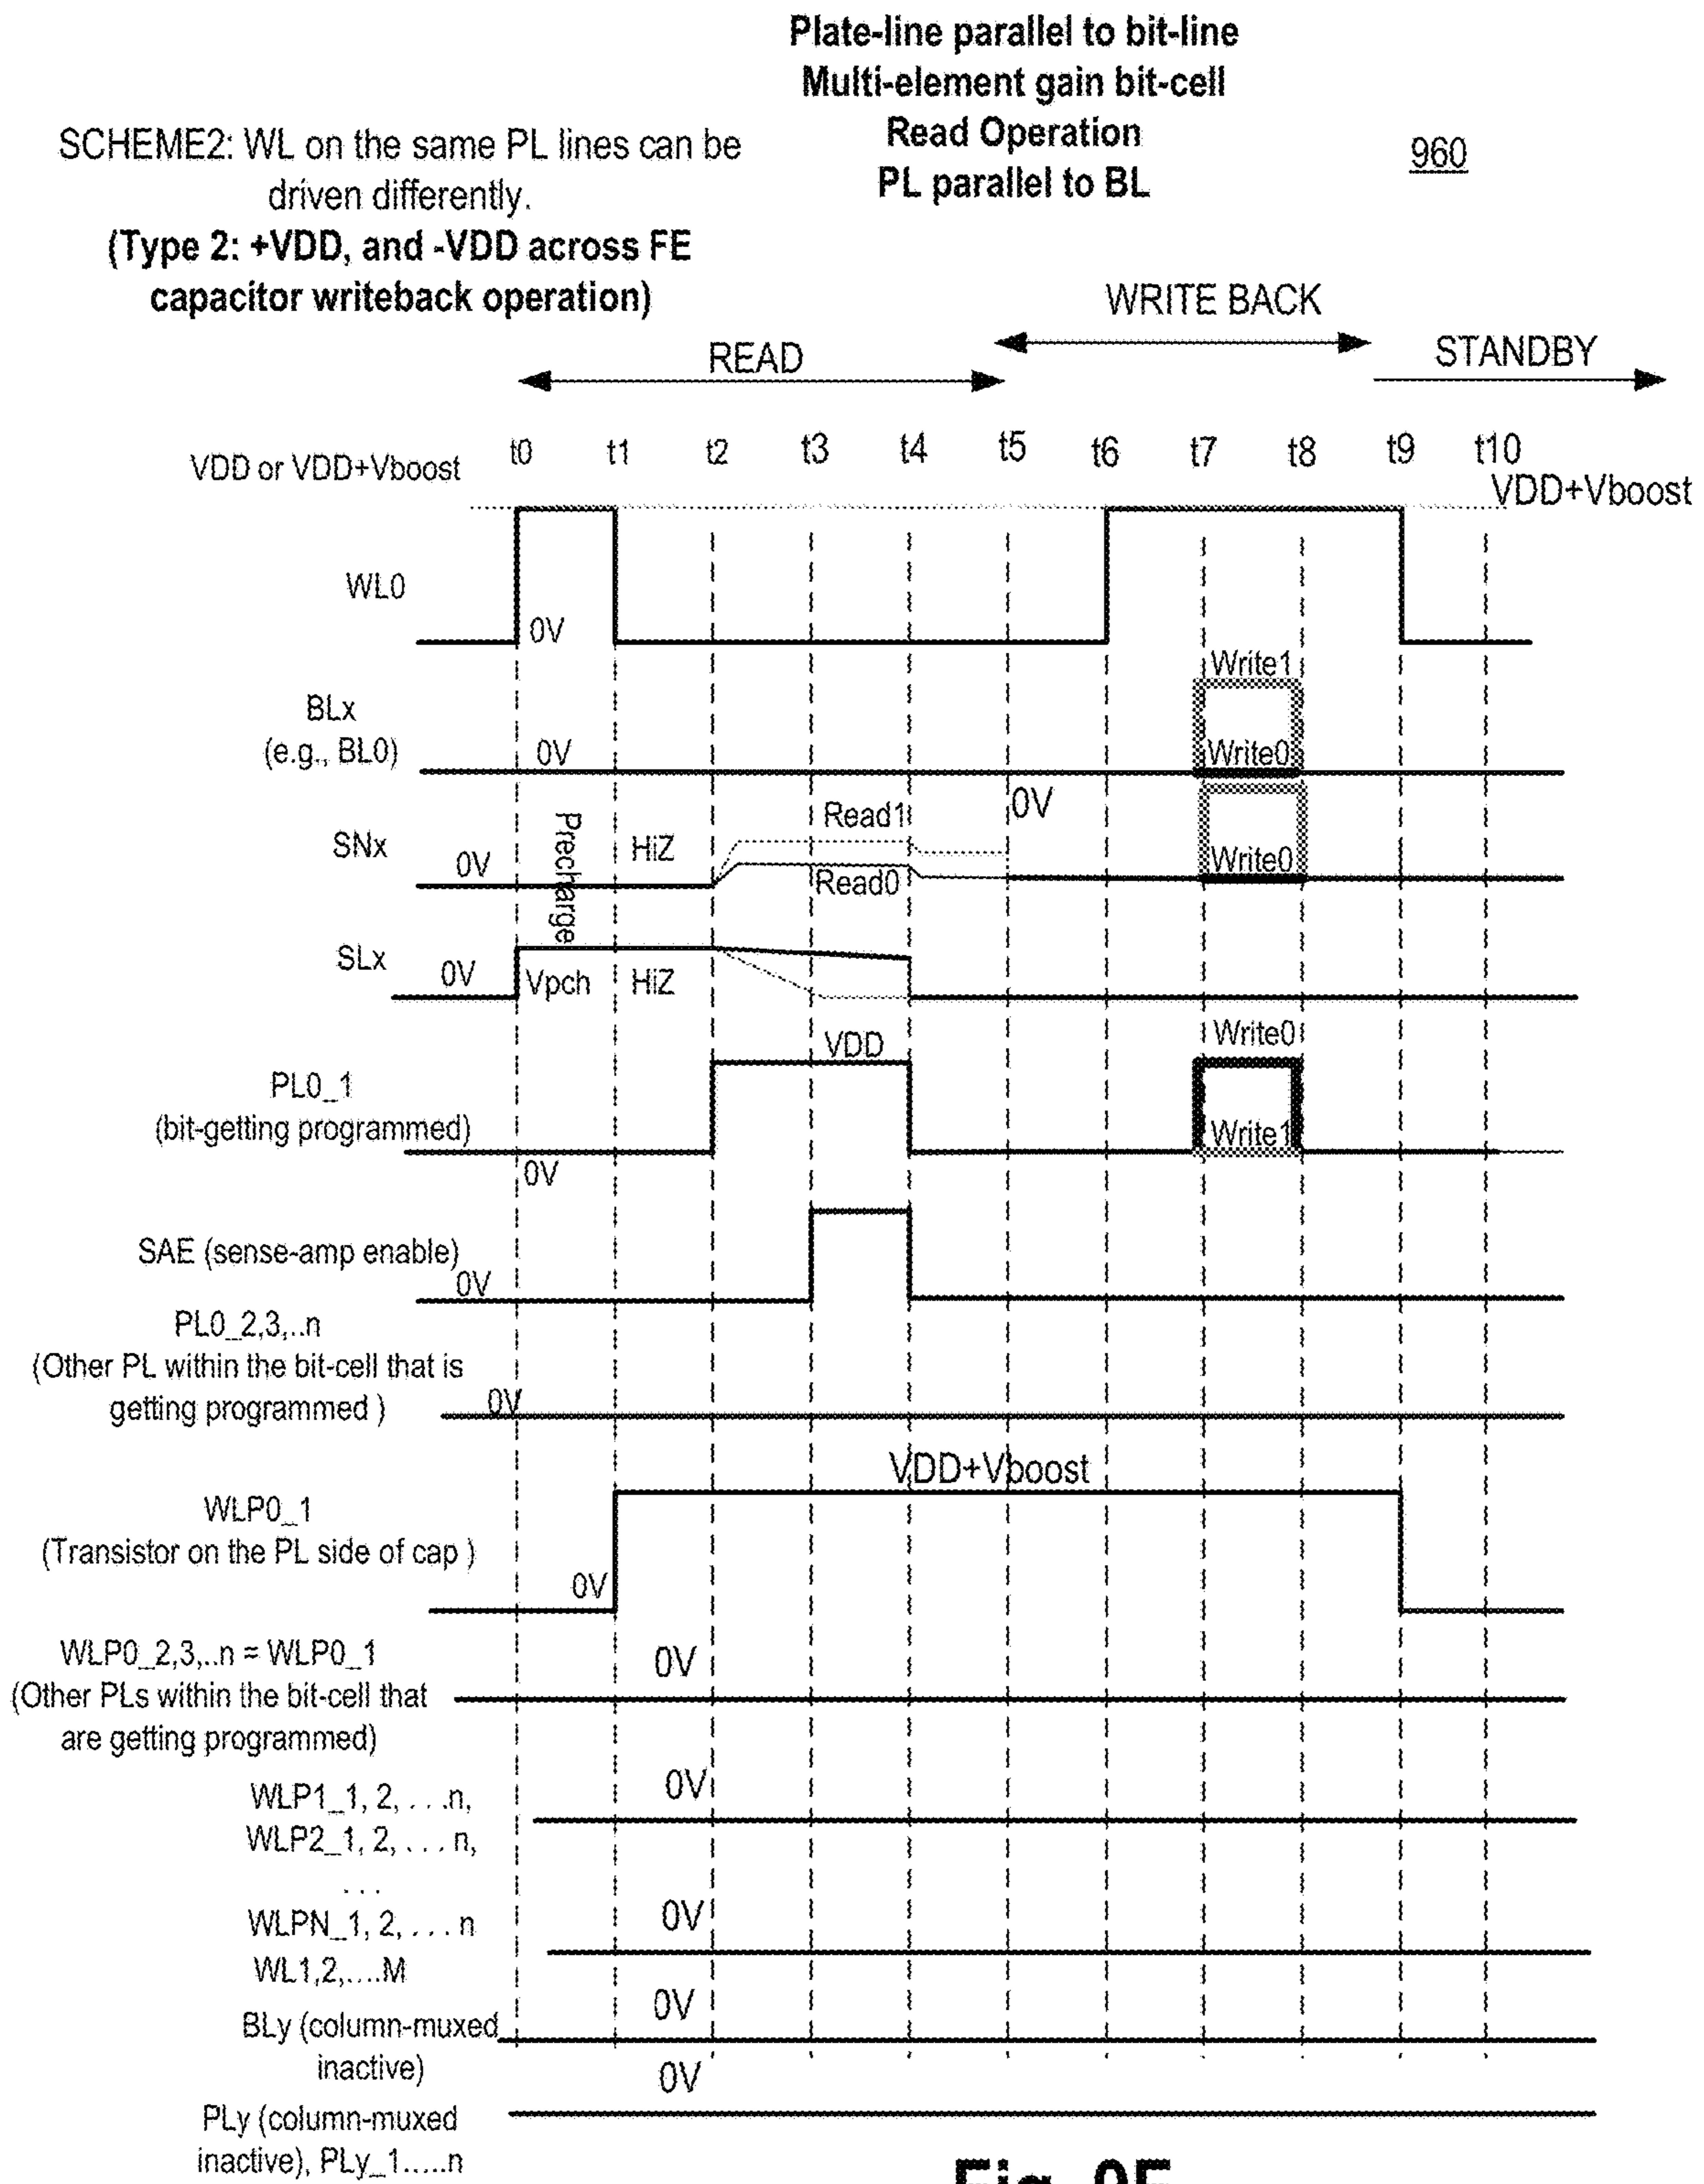 Plate-line parallel to bit-line
Multi-element gain bit-cell
Read Operation
PL parallel to BL
960
SCHEME2: WL on the same PL lines can be
driven differently.
(Type 2: +VDD, and -VDD across FE
capacitor writeback operation)
WRITE BACK
READ
STANDBY
VDD or VDD+Vboost
t0 t1 t2 t3 t4 t5 t6 t7 t8 t9 t10
VDD+Vboost
WL0
0V
Write1
BLx
(e.g., BL0)
0V
Write0
0V
SNx
0V
Precharge
HiZ
Read1
Read0
Write0
SLx
0V
Vpch
HiZ
VDD
Write0
PL0_1
(bit-getting programmed)
Write1
0V
SAE (sense-amp enable)
0V
PL0_2,3,..n
(Other PL within the bit-cell that is
getting programmed )
0V
VDD+Vboost
WLP0_1
(Transistor on the PL side of cap )
0V
WLP0_2,3,..n = WLP0_1
(Other PLs within the bit-cell that
are getting programmed)
0V
WLP1_1, 2, . . .n,
WLP2_1, 2, . . . n,
. . .
0V
WLPN_1, 2, . . . n
WL1,2,....M
0V
BLy (column-muxed
inactive)
0V
PLy (column-muxed
inactive), PLy_1.....n
0V